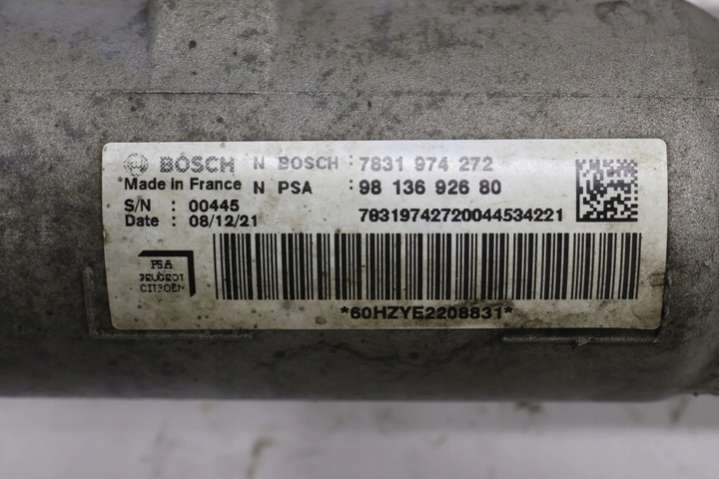 BOSCH N BOSCH : 7831 974 272
Made in France N PSA : 98 136 926 80
S/N : 00445
Date : 08/12/21 78319742720044534221
PSA
PEUGEOT
CITROËN
*60HZYE2208831*